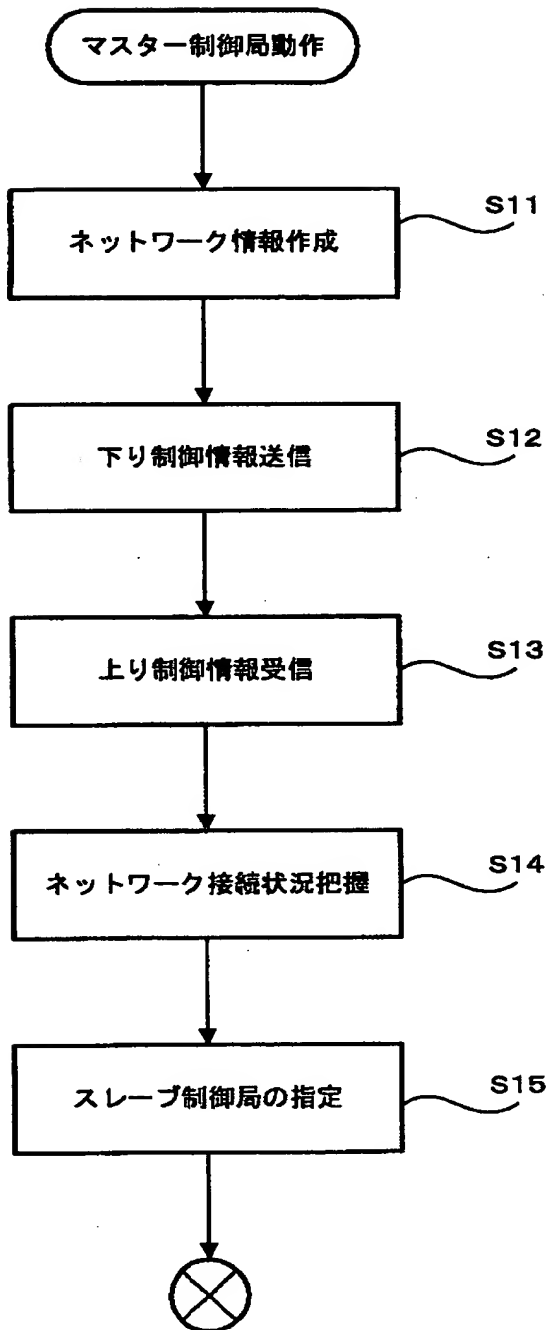 マスター制御局動作
S11
ネットワーク情報作成
S12
下り制御情報送信
S13
上り制御情報受信
S14
ネットワーク接続状況把握
S15
スレーブ制御局の指定